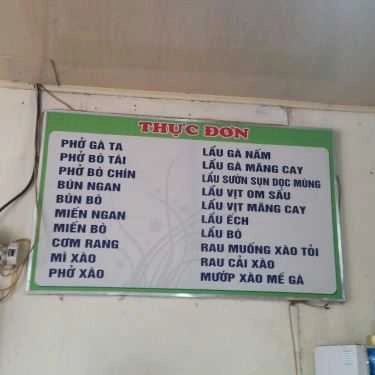 THỰC ĐƠN
PHỞ GÀ TA
PHỞ BÒ TÁI
PHỞ BÒ CHÍN
BÚN NGAN
BÚN BÒ
MIẾN NGAN
MIẾN BÒ
CƠM RANG
MÌ XÀO
PHỞ XÀO
LẨU GÀ NẤM
LẨU GÀ MĂNG CAY
LẨU SƯỜN SỤN DỌC MÙNG
LẨU VỊT OM SẤU
LẨU VỊT MĂNG CAY
LẨU ẾCH
LẨU BÒ
RAU MUỐNG XÀO TỎI
RAU CẢI XÀO
MƯỚP XÀO MỀ GÀ